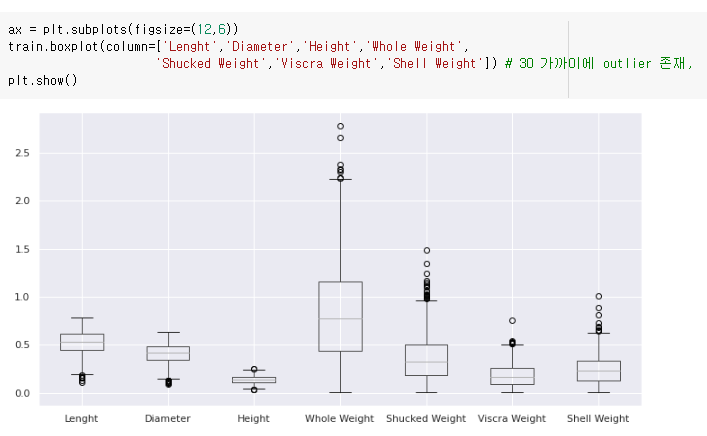 ax = plt.subplots(figsize=(12,6))
train.boxplot(column=['Lenght','Diameter','Height','Whole Weight',
'Shucked Weight','Viscra Weight','Shell Weight']) # 30 가까이에 outlier 존재,
plt.show()
2.5
2.0
1.5
1.0
0.5
0.0
Lenght Diameter Height Whole Weight Shucked Weight Viscra Weight Shell Weight